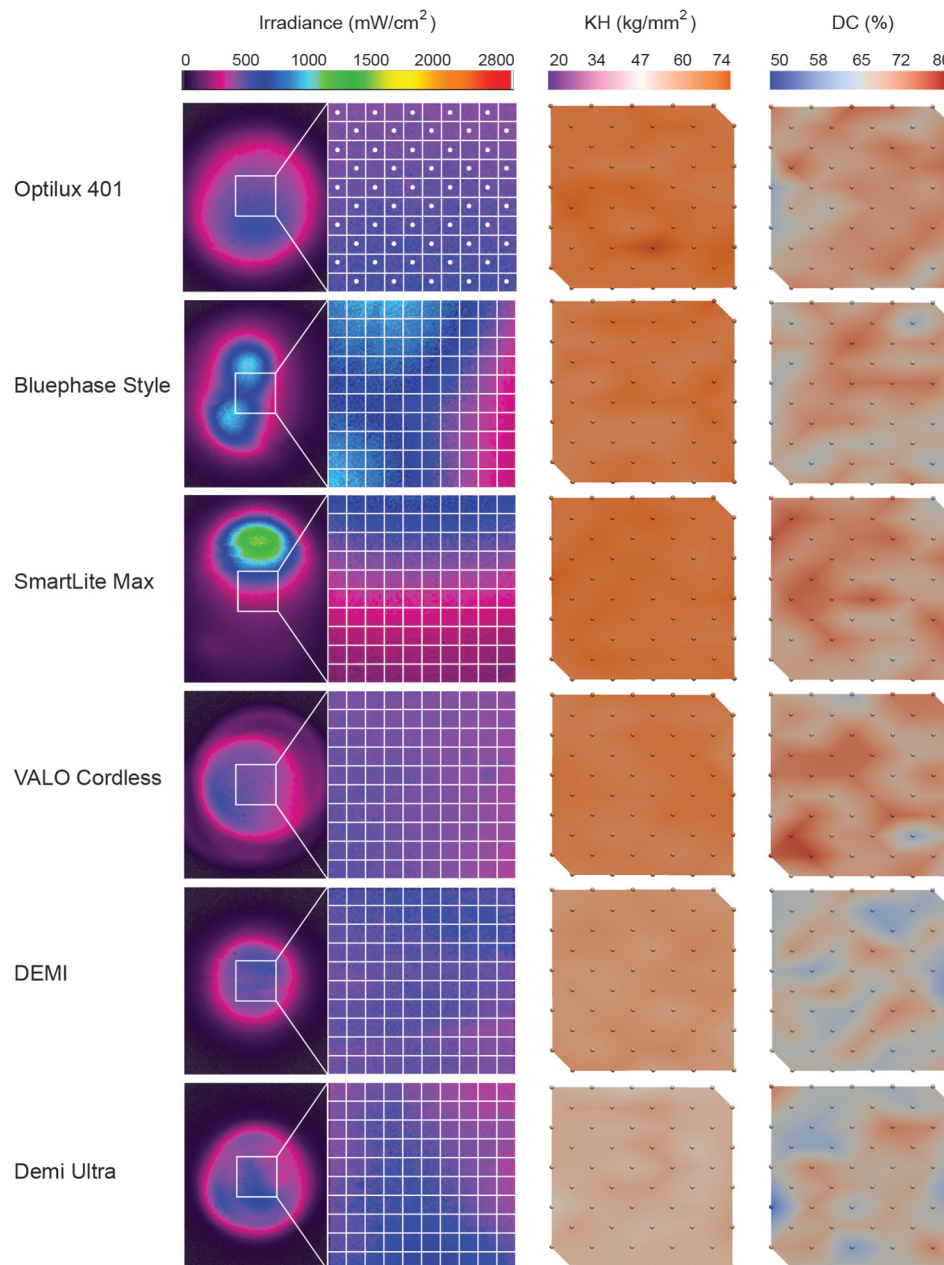 Irradiance (mW/cm²) KH (kg/mm²) DC (%)
0 500 1000 1500 2000 2800 20 34 47 60 74 50 58 65 72 80
Optilux 401
Bluephase Style
SmartLite Max
VALO Cordless
DEMI
Demi Ultra